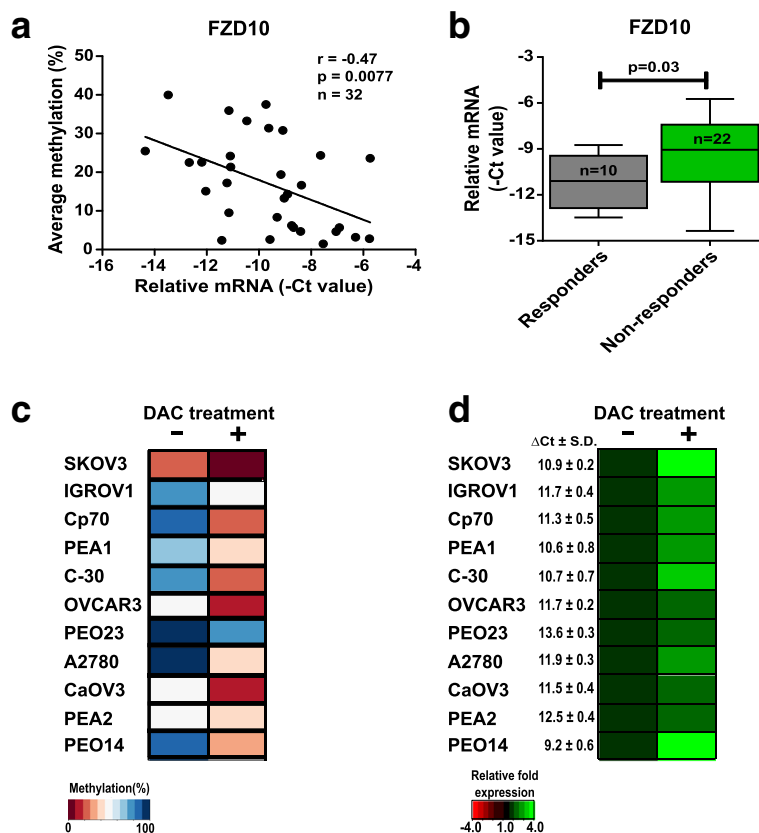 a
FZD10
r = -0.47
p = 0.0077
n = 32
Average methylation (%)
50
40
30
20
10
0
-16 -14 -12 -10 -8 -6 -4
Relative mRNA (-Ct value)
b
FZD10
p=0.03
Relative mRNA
(-Ct value)
-3
-6
-9
-12
-15
n=10
n=22
Responders
Non-responders
c
DAC treatment
− +
SKOV3
IGROV1
Cp70
PEA1
C-30
OVCAR3
PEO23
A2780
CaOV3
PEA2
PEO14
Methylation(%)
0 100
d
DAC treatment
ΔCt ± S.D. − +
SKOV3 10.9 ± 0.2
IGROV1 11.7 ± 0.4
Cp70 11.3 ± 0.5
PEA1 10.6 ± 0.8
C-30 10.7 ± 0.7
OVCAR3 11.7 ± 0.2
PEO23 13.6 ± 0.3
A2780 11.9 ± 0.3
CaOV3 11.5 ± 0.4
PEA2 12.5 ± 0.4
PEO14 9.2 ± 0.6
Relative fold
expression
-4.0 1.0 4.0